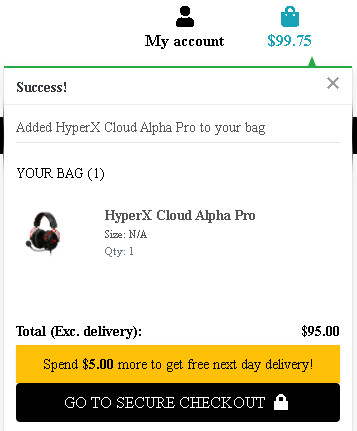 My account
$99.75
Success!
Added HyperX Cloud Alpha Pro to your bag
YOUR BAG (1)
HyperX Cloud Alpha Pro
Size: N/A
Qty: 1
Total (Exc. delivery): $95.00
Spend $5.00 more to get free next day delivery!
GO TO SECURE CHECKOUT